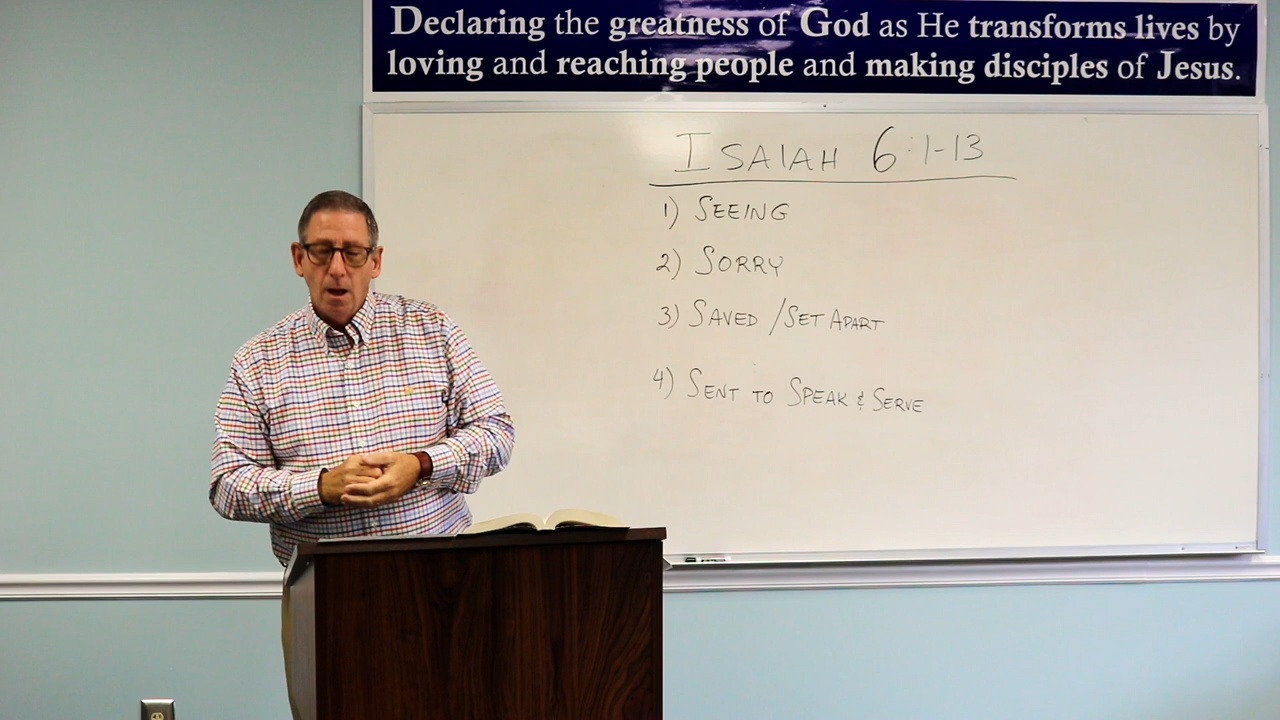 Declaring the greatness of God as He transforms lives by
loving and reaching people and making disciples of Jesus.
ISAIAH 6:1-13
1) SEEING
2) SORRY
3) SAVED / SET APART
4) SENT TO SPEAK & SERVE